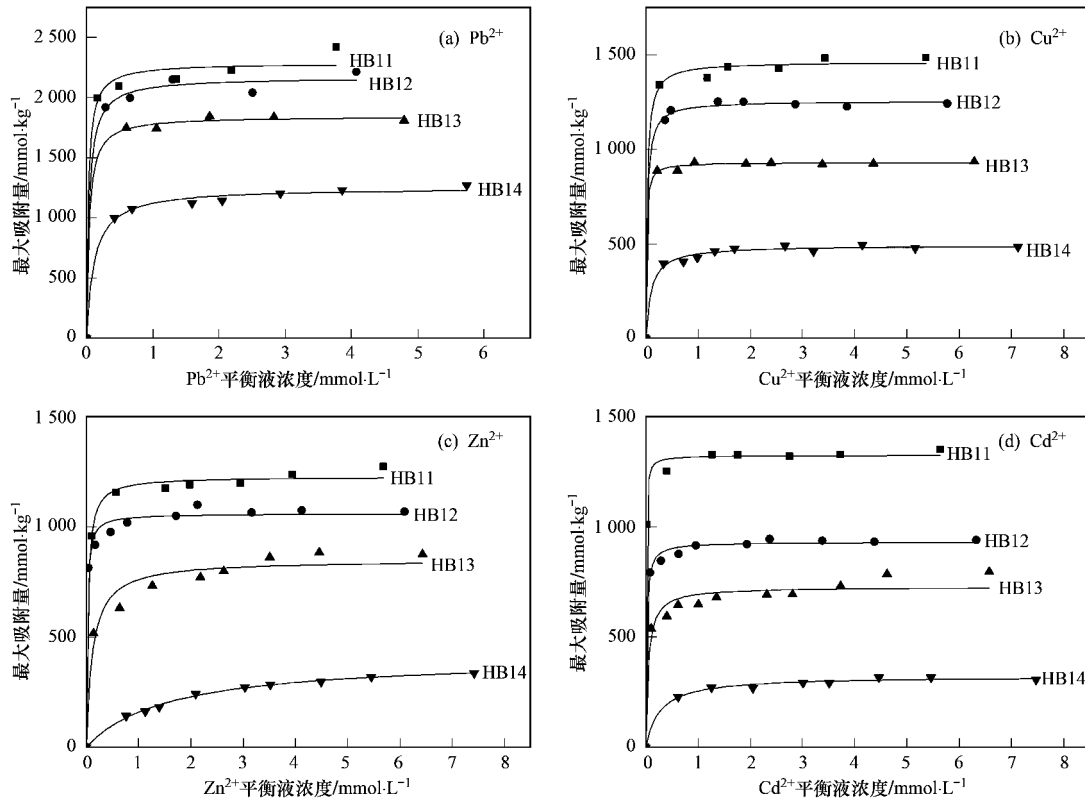 (a) Pb²⁺
2 500
2 000
1 500
1 000
500
0
最大吸附量/mmol·kg⁻¹
HB11
HB12
HB13
HB14
0 1 2 3 4 5 6
Pb²⁺平衡液浓度/mmol·L⁻¹
(b) Cu²⁺
1 500
1 000
500
0
最大吸附量/mmol·kg⁻¹
HB11
HB12
HB13
HB14
0 1 2 3 4 5 6 7 8
Cu²⁺平衡液浓度/mmol·L⁻¹
(c) Zn²⁺
1 500
1 000
500
0
最大吸附量/mmol·kg⁻¹
HB11
HB12
HB13
HB14
0 1 2 3 4 5 6 7 8
Zn²⁺平衡液浓度/mmol·L⁻¹
(d) Cd²⁺
1 500
1 000
500
0
最大吸附量/mmol·kg⁻¹
HB11
HB12
HB13
HB14
0 1 2 3 4 5 6 7 8
Cd²⁺平衡液浓度/mmol·L⁻¹